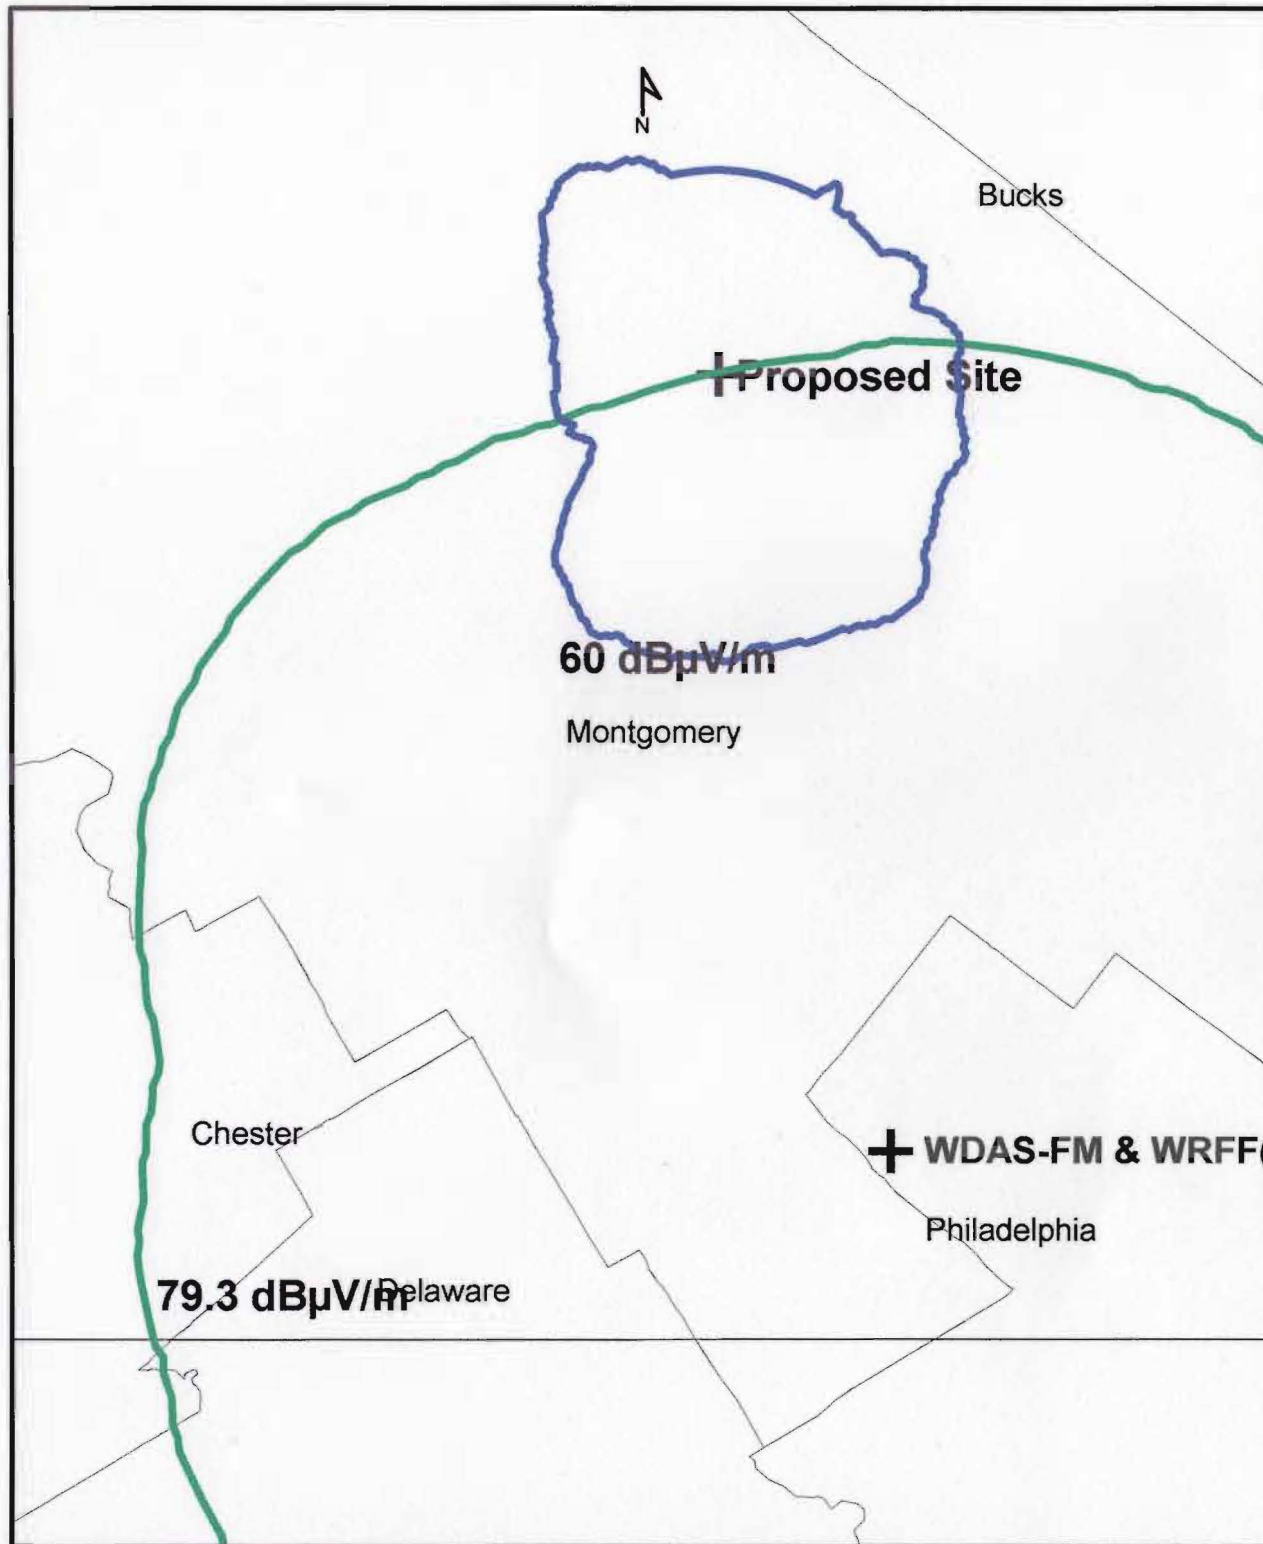 N
Bucks
Proposed Site
60 dBµV/m
Montgomery
Chester
WDAS-FM & WRFF(
Philadelphia
79.3 dBµV/m
Delaware